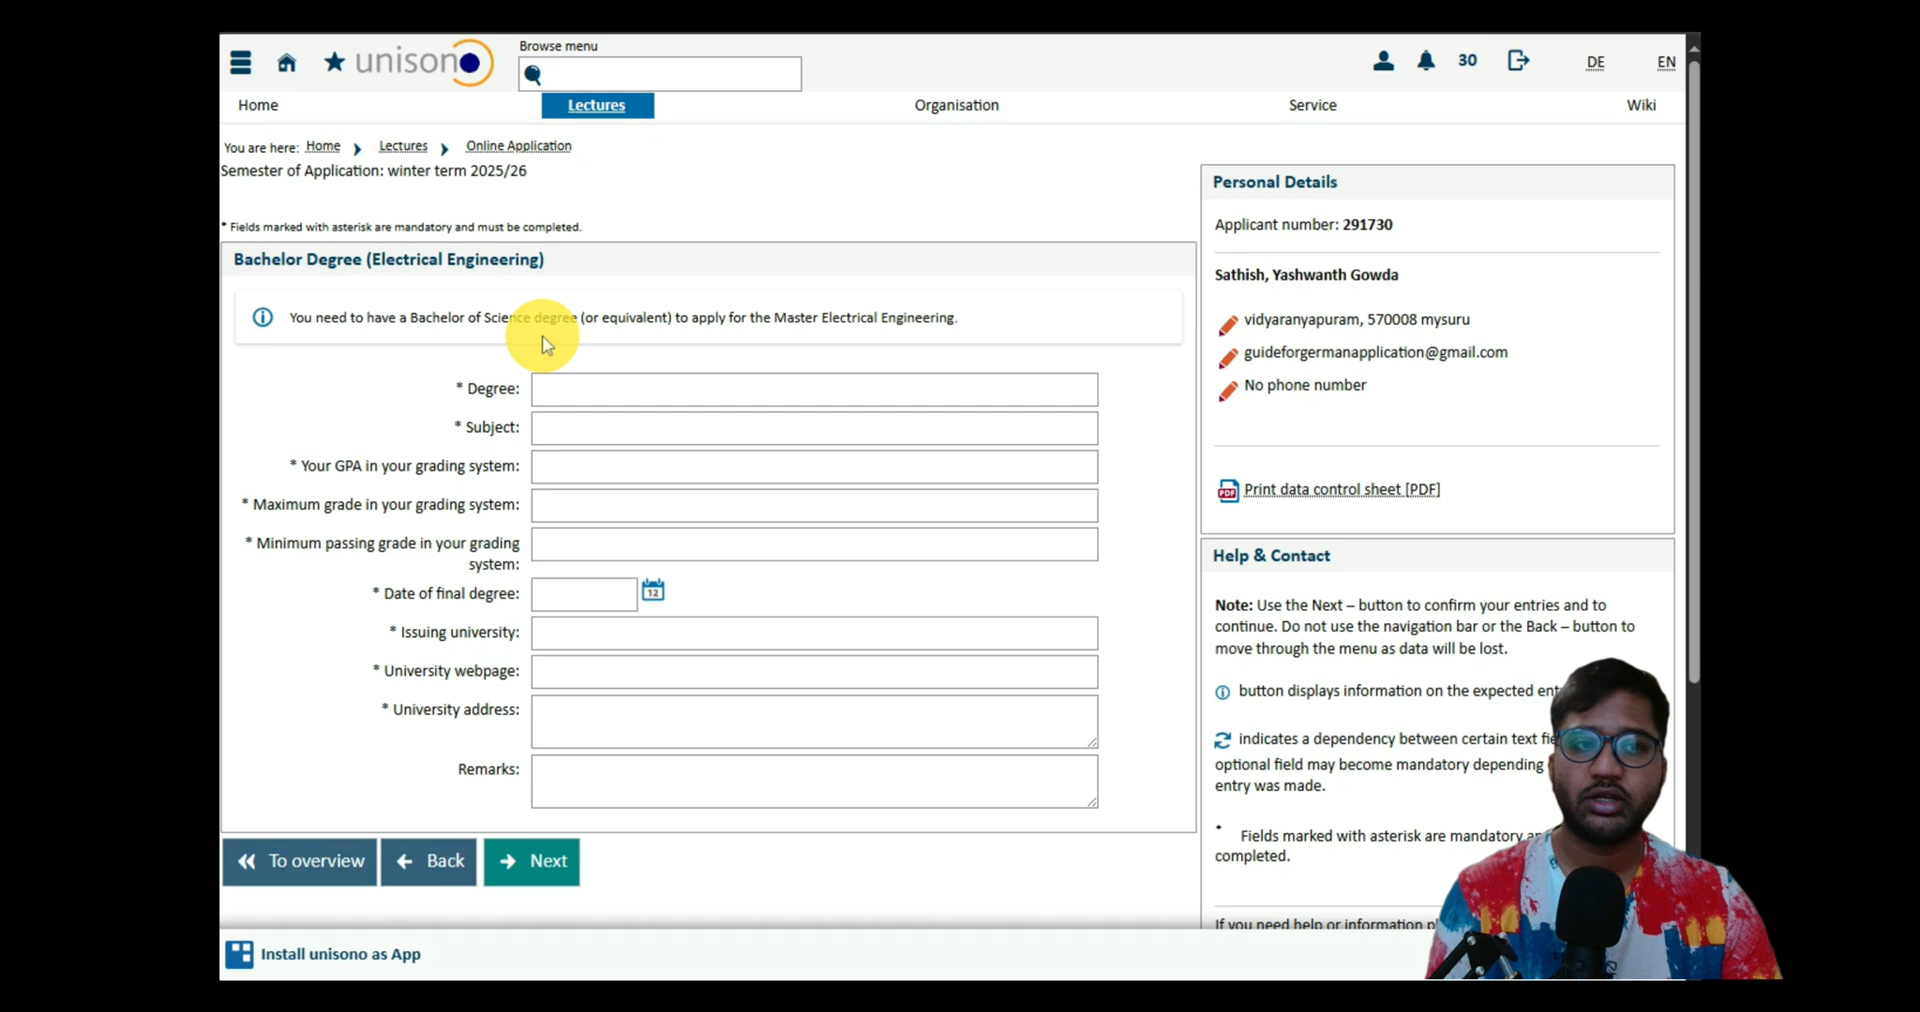 unisono
Browse menu
30
DE
EN
Home
Lectures
Organisation
Service
Wiki
You are here: Home
Lectures
Online Application
Semester of Application: winter term 2025/26
* Fields marked with asterisk are mandatory and must be completed.
Bachelor Degree (Electrical Engineering)
You need to have a Bachelor of Science degree (or equivalent) to apply for the Master Electrical Engineering.
* Degree:
* Subject:
* Your GPA in your grading system:
* Maximum grade in your grading system:
* Minimum passing grade in your grading
system:
* Date of final degree:
12
* Issuing university:
* University webpage:
* University address:
Remarks:
To overview
Back
Next
Personal Details
Applicant number: 291730
Sathish, Yashwanth Gowda
vidyaranyapuram, 570008 mysuru
guideforgermanapplication@gmail.com
No phone number
PDF
Print data control sheet [PDF]
Help & Contact
Note: Use the Next – button to confirm your entries and to
continue. Do not use the navigation bar or the Back – button to
move through the menu as data will be lost.
button displays information on the expected
indicates a dependency between certain text
optional field may become mandatory depending
entry was made.
* Fields marked with asterisk are mandatory
completed.
If you need help or information
Install unisono as App